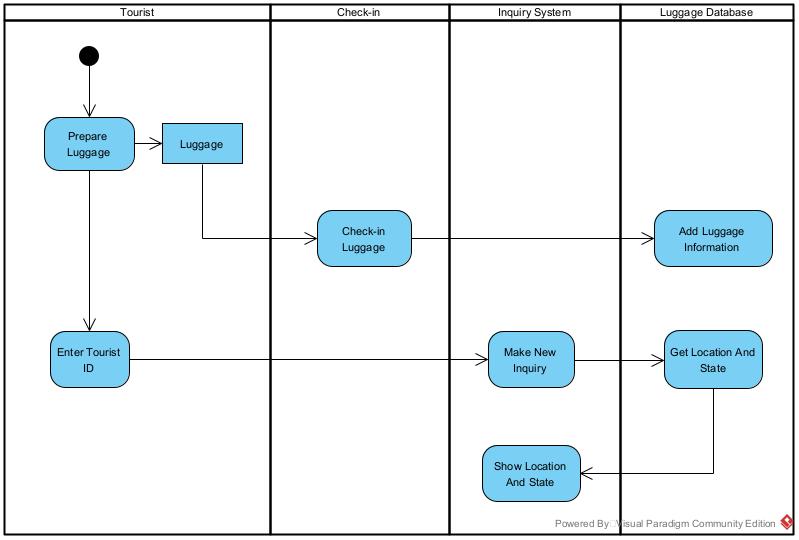 Tourist
Check-in
Inquiry System
Luggage Database
Prepare
Luggage
Luggage
Check-in
Luggage
Add Luggage
Information
Enter Tourist
ID
Make New
Inquiry
Get Location And
State
Show Location
And State
Powered By Visual Paradigm Community Edition